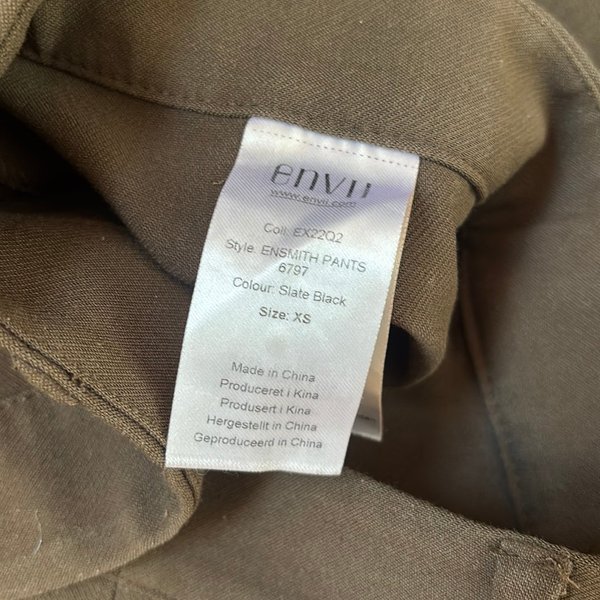 envii
www.envii.com
Coll: EX22Q2
Style: ENSMITH PANTS
6797
Colour: Slate Black
Size: XS
Made in China
Produceret i Kina
Produsert i Kina
Hergestellt in China
Geproduceerd in China